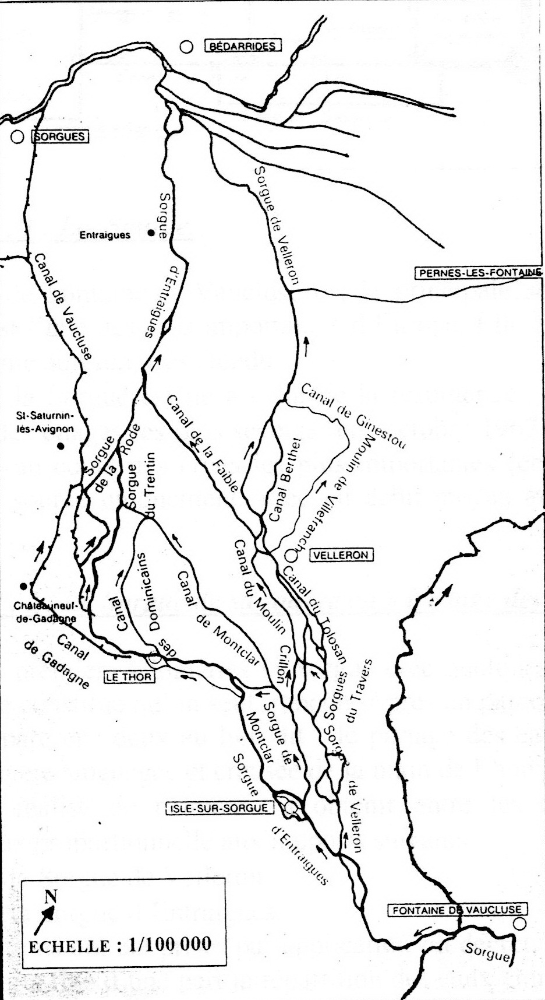 BÉDARRIDES
SORGUES
Sorgue de Velleron
Sorgue
Entraigues
d'Entraigues
Canal de Vaucluse
PERNES-LES-FONTAINE
Canal de Ginestou
Canal de la Faible
St-Saturnin-
lès-Avignon
Sorgue
de la Rode
Sorgue
du Trentin
Canal Berthet
Moulin de Villefranch
VELLERON
Canal du Moulin Crillon
Canal du Tolosan
Canal
des Dominicains
Canal
de Montclar
Châteauneuf-
de-Gadagne
Canal
de Gadagne
LE THOR
Sorgues
du Travers
Sorgue de
Montclar
Sorgue
de Velleron
Sorgue
d'Entraigues
ISLE-SUR-SORGUE
FONTAINE DE VAUCLUSE
Sorgue
N
ECHELLE : 1/100 000